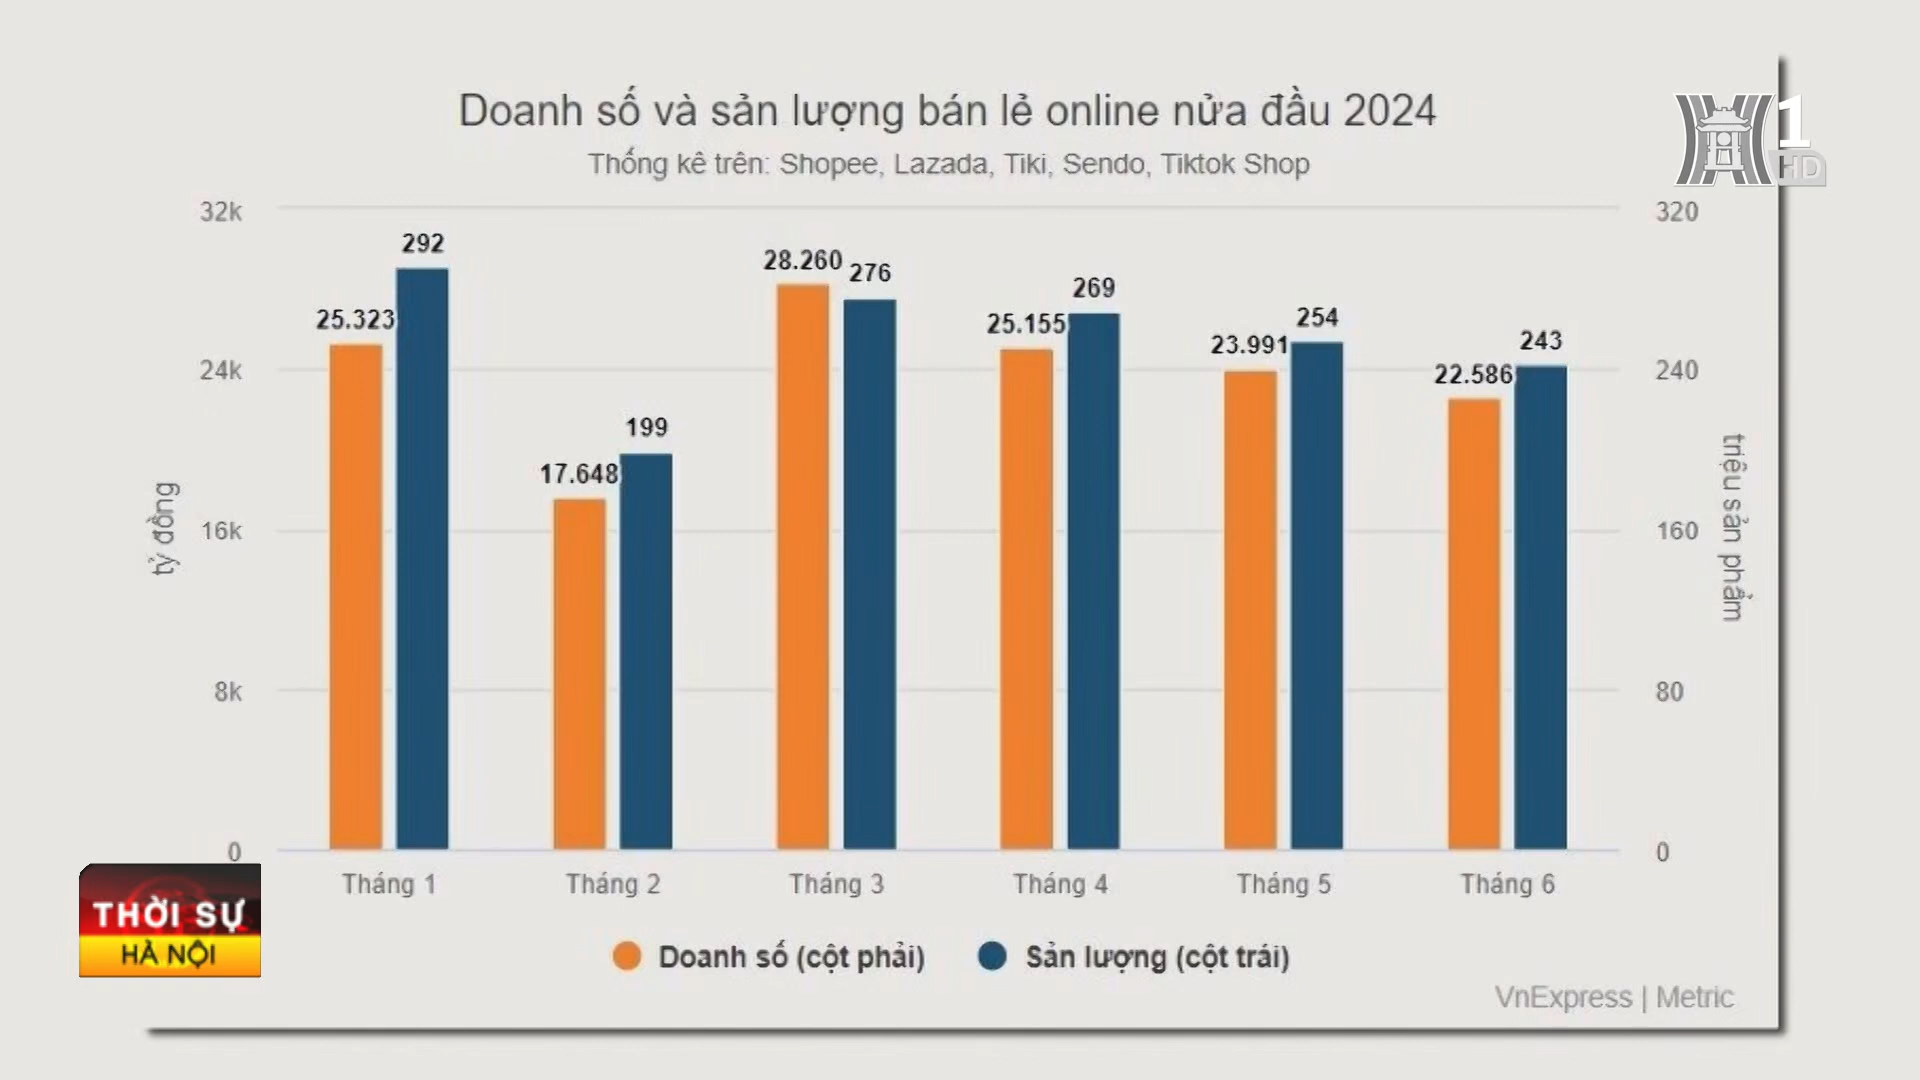 Doanh số và sản lượng bán lẻ online nửa đầu 2024
Thống kê trên: Shopee, Lazada, Tiki, Sendo, Tiktok Shop
1
HD
32k
24k
16k
8k
0
tỷ đồng
320
240
160
80
0
triệu sản phẩm
25.323
292
17.648
199
28.260
276
25.155
269
23.991
254
22.586
243
Tháng 1
Tháng 2
Tháng 3
Tháng 4
Tháng 5
Tháng 6
Doanh số (cột phải)
Sản lượng (cột trái)
VnExpress | Metric
THỜI SỰ
HÀ NỘI